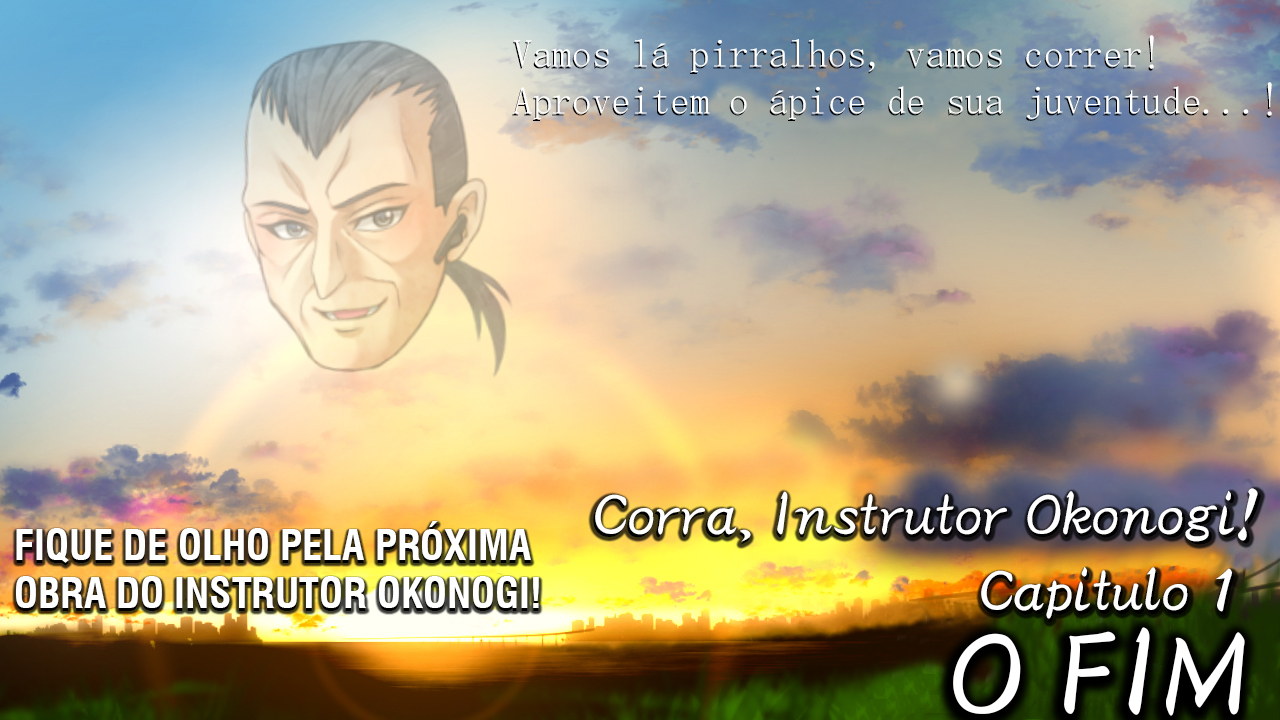 Vamos lá pirralhos, vamos correr!
Aproveitem o ápice de sua juventude...!
Corra, Instrutor Okonogi!
FIQUE DE OLHO PELA PRÓXIMA
OBRA DO INSTRUTOR OKONOGI!
Capitulo 1
O FIM